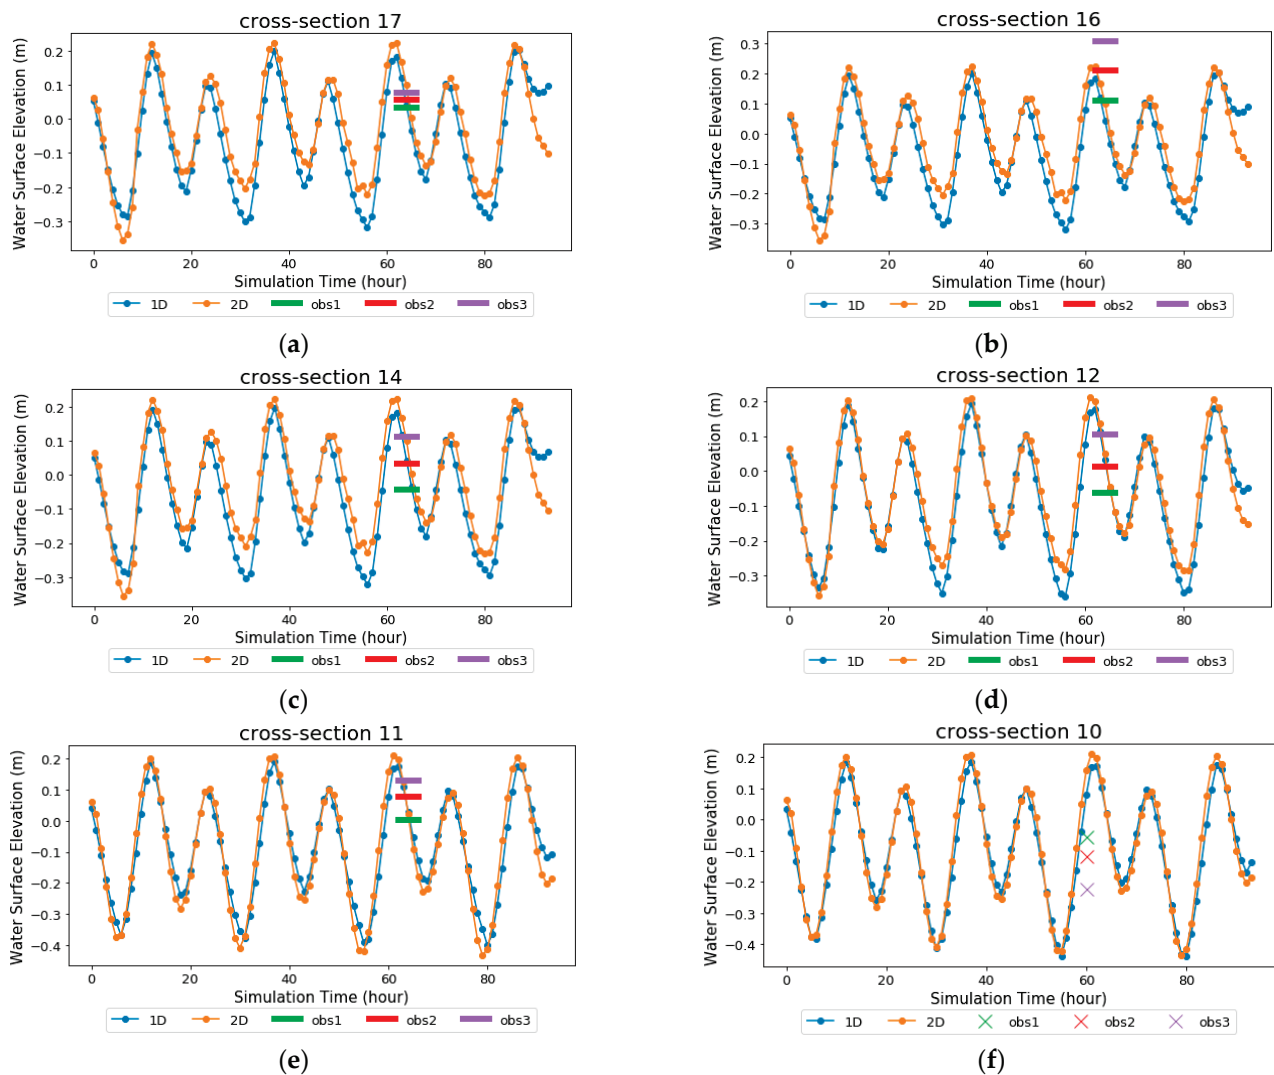 cross-section 17
Water Surface Elevation (m)
0.2
0.1
0.0
−0.1
−0.2
−0.3
0 20 40 60 80
Simulation Time (hour)
1D 2D obs1 obs2 obs3
(a)
cross-section 16
Water Surface Elevation (m)
0.3
0.2
0.1
0.0
−0.1
−0.2
−0.3
0 20 40 60 80
Simulation Time (hour)
1D 2D obs1 obs2 obs3
(b)
cross-section 14
Water Surface Elevation (m)
0.2
0.1
0.0
−0.1
−0.2
−0.3
0 20 40 60 80
Simulation Time (hour)
1D 2D obs1 obs2 obs3
(c)
cross-section 12
Water Surface Elevation (m)
0.2
0.1
0.0
−0.1
−0.2
−0.3
0 20 40 60 80
Simulation Time (hour)
1D 2D obs1 obs2 obs3
(d)
cross-section 11
Water Surface Elevation (m)
0.2
0.1
0.0
−0.1
−0.2
−0.3
−0.4
0 20 40 60 80
Simulation Time (hour)
1D 2D obs1 obs2 obs3
(e)
cross-section 10
Water Surface Elevation (m)
0.2
0.1
0.0
−0.1
−0.2
−0.3
−0.4
0 20 40 60 80
Simulation Time (hour)
1D 2D obs1 obs2 obs3
(f)